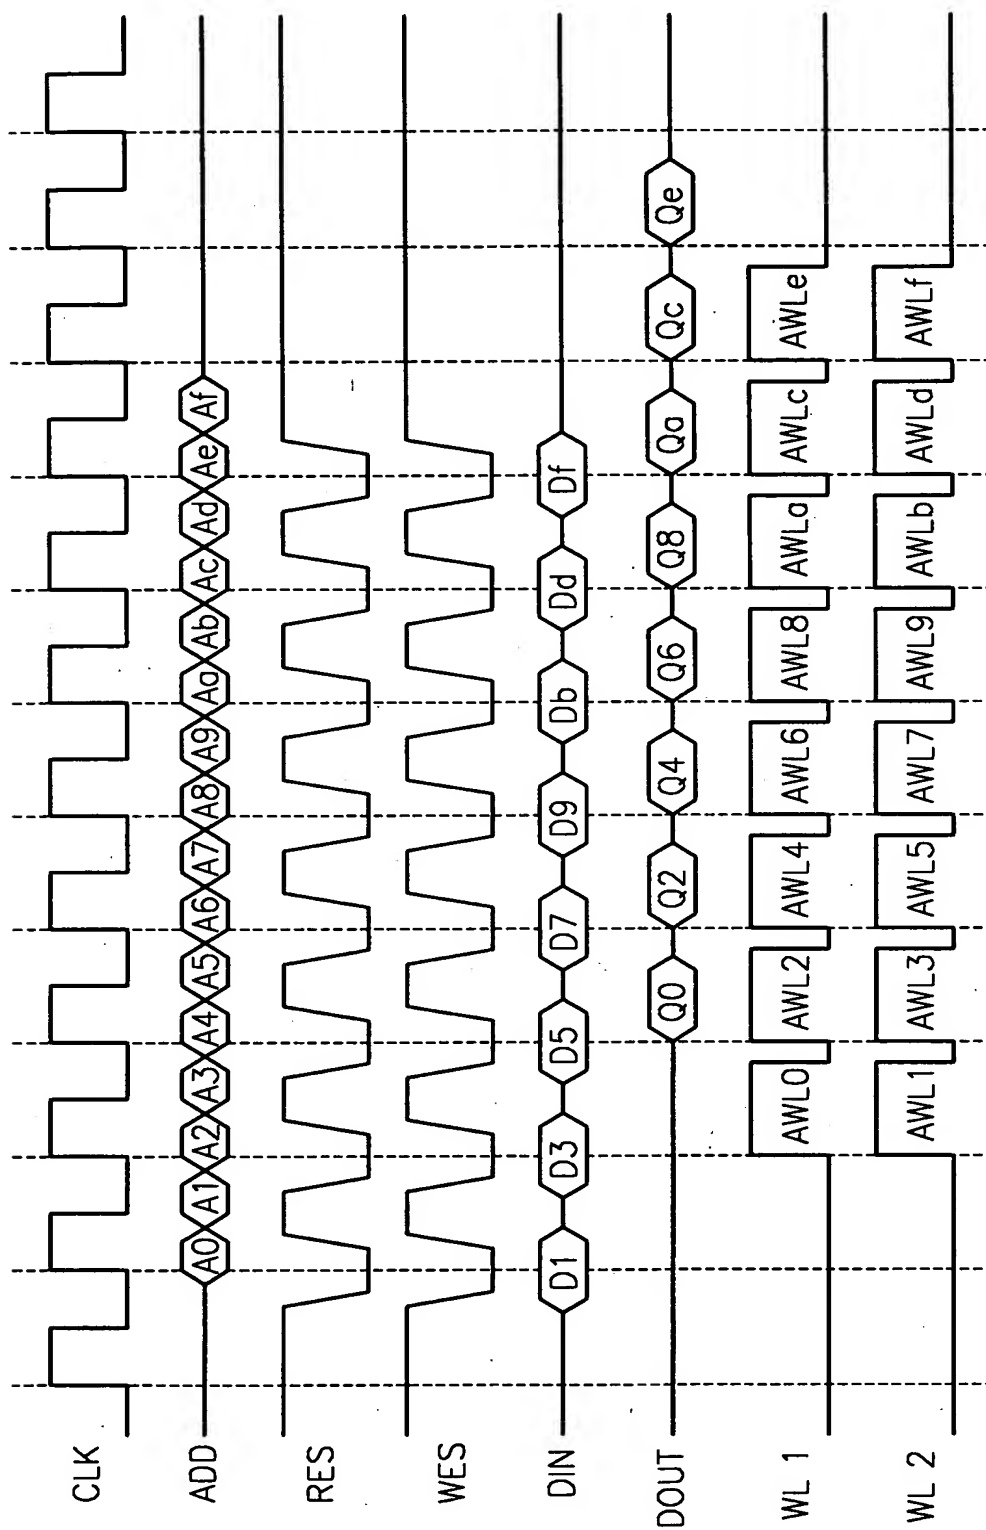 CLK
ADD A0 A1 A2 A3 A4 A5 A6 A7 A8 A9 Aa Ab Ac Ad Ae Af
RES
WES
DIN D1 D3 D5 D7 D9 Db Dd Df
DOUT Q0 Q2 Q4 Q6 Q8 Qa Qc Qe
WL 1 AWL0 AWL2 AWL4 AWL6 AWL8 AWLa AWLc AWLe
WL 2 AWL1 AWL3 AWL5 AWL7 AWL9 AWLb AWLd AWLf